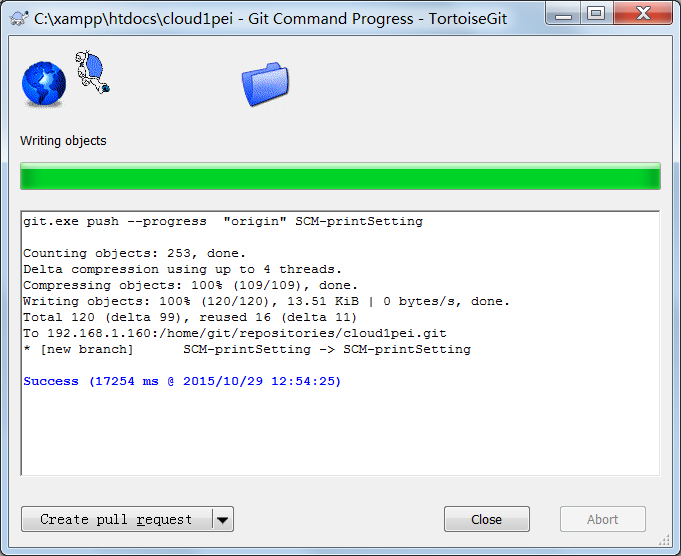 C:\xampp\htdocs\cloud1pei - Git Command Progress - TortoiseGit
Writing objects
git.exe push --progress  "origin" SCM-printSetting
Counting objects: 253, done.
Delta compression using up to 4 threads.
Compressing objects: 100% (109/109), done.
Writing objects: 100% (120/120), 13.51 KiB | 0 bytes/s, done.
Total 120 (delta 99), reused 16 (delta 11)
To 192.168.1.160:/home/git/repositories/cloud1pei.git
* [new branch]      SCM-printSetting -> SCM-printSetting
Success (17254 ms @ 2015/10/29 12:54:25)
Create pull request
Close
Abort